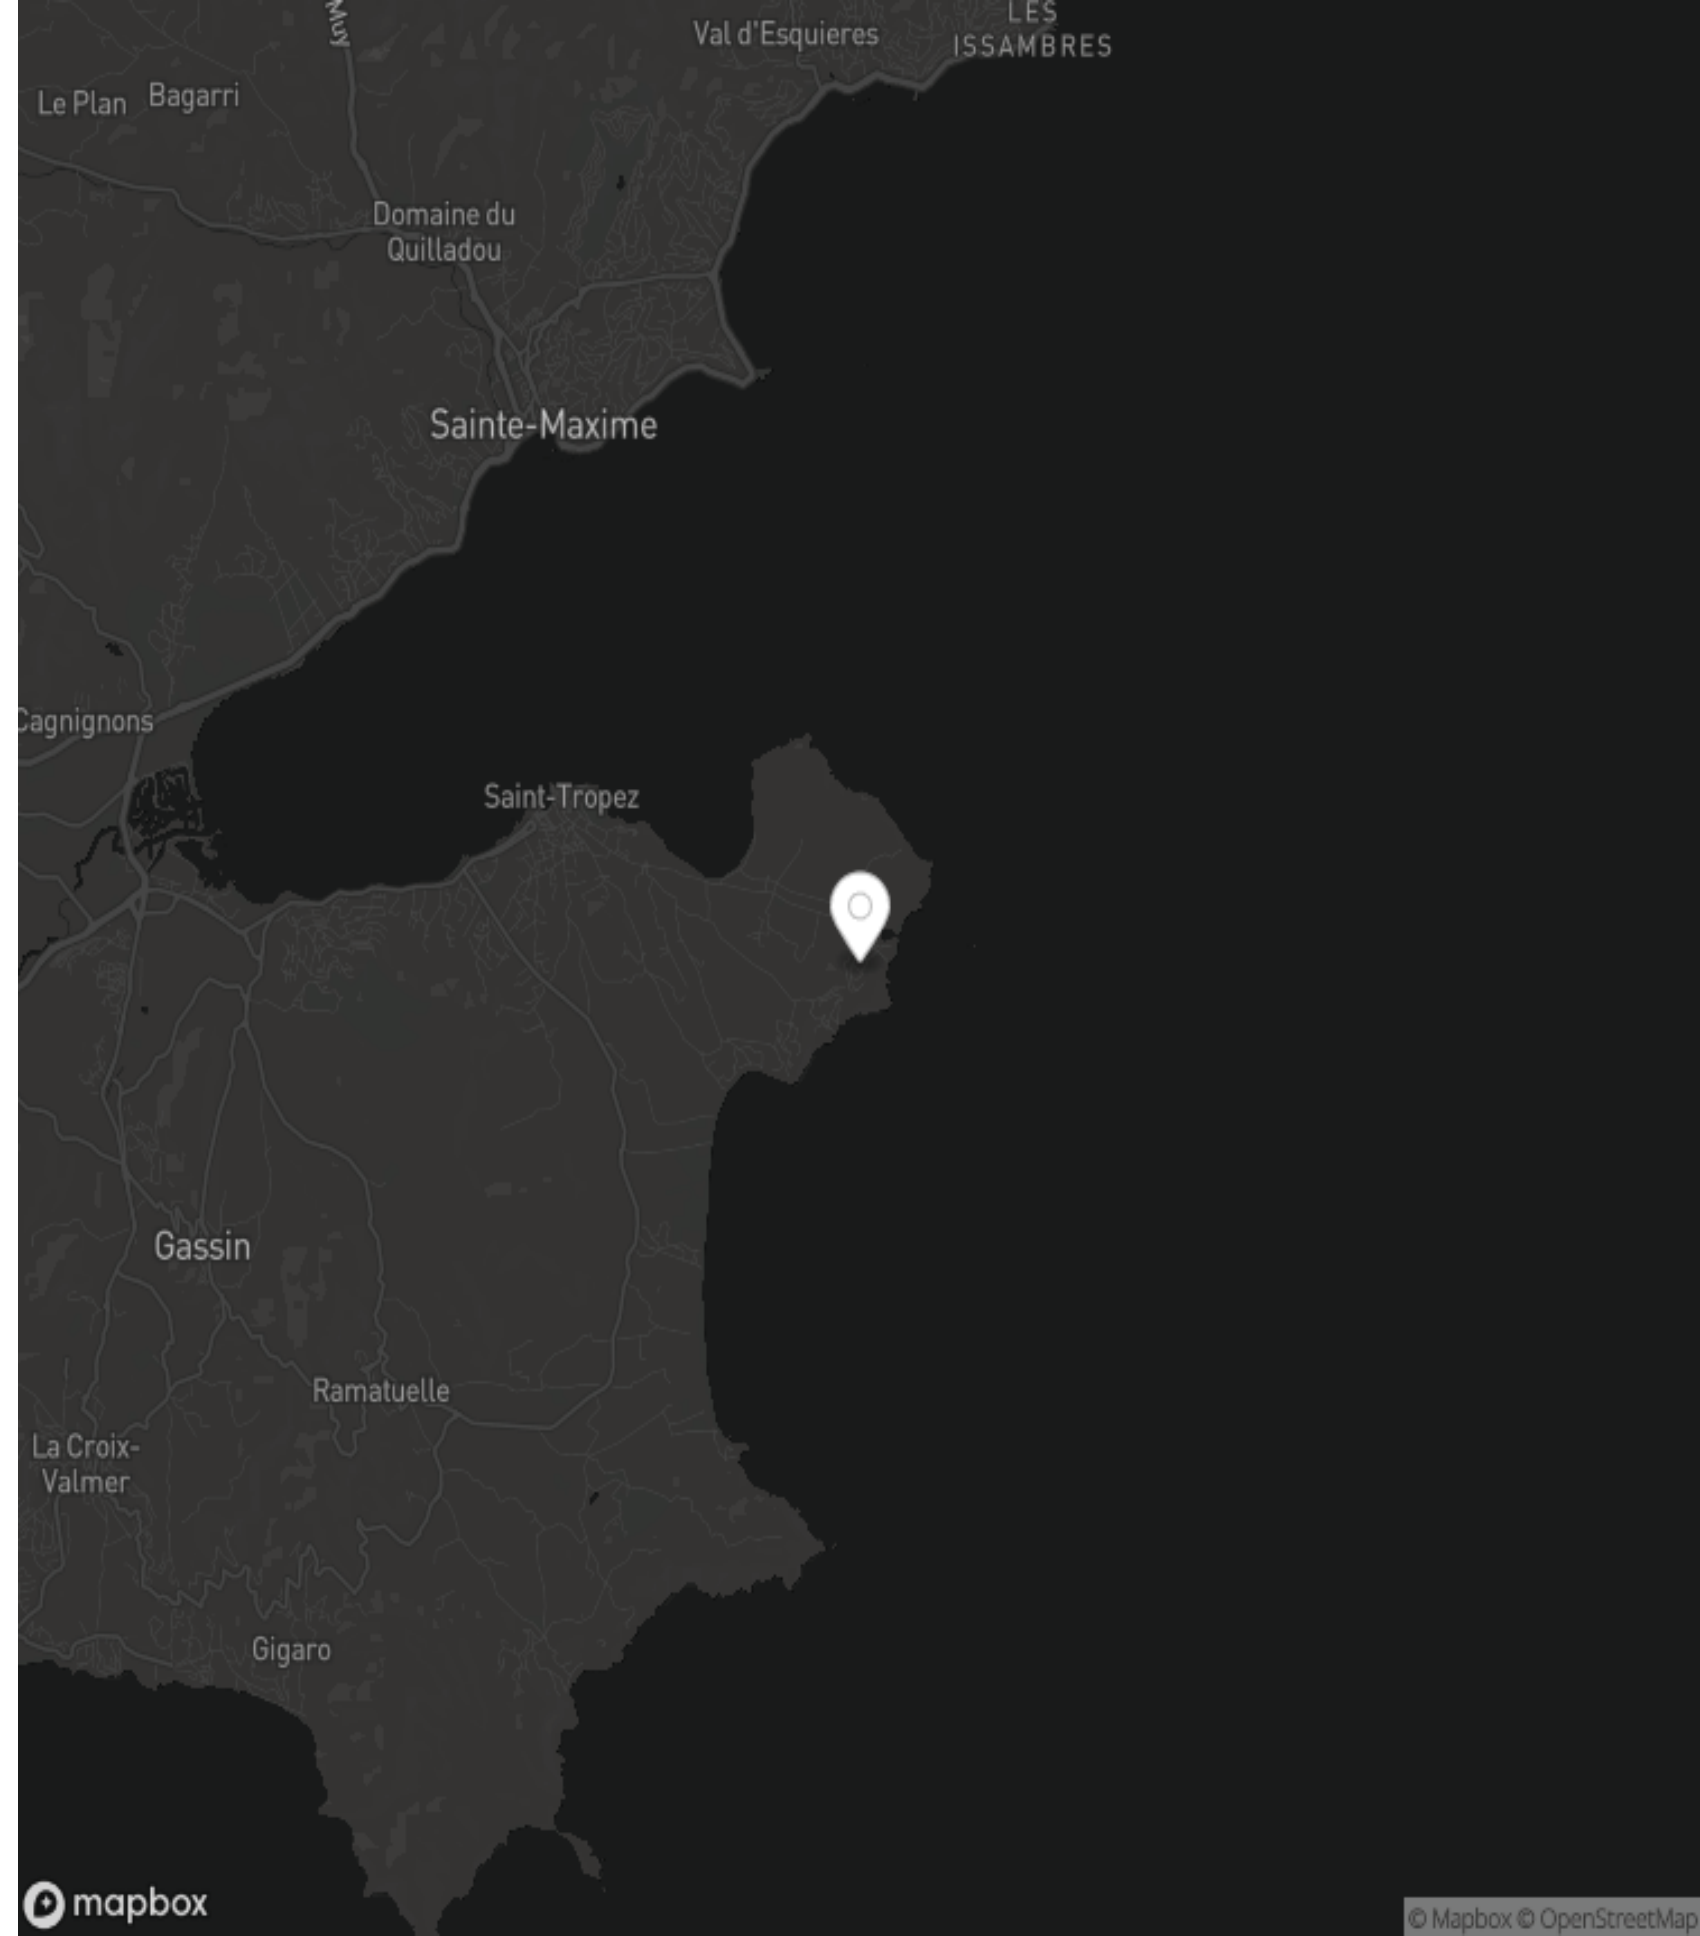 Muy
Val d'Esquieres
LES
ISSAMBRES
Le Plan
Bagarri
Domaine du
Quilladou
Sainte-Maxime
Cagnignons
Saint-Tropez
Gassin
Ramatuelle
La Croix-
Valmer
Gigaro
mapbox
© Mapbox © OpenStreetMap